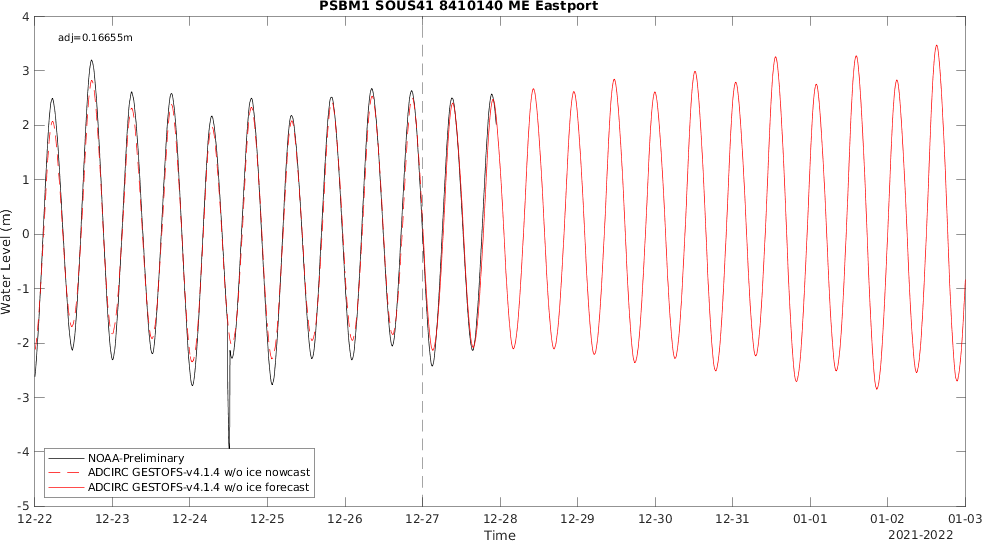 PSBM1 SOUS41 8410140 ME Eastport
adj=0.16655m
4
3
2
1
0
-1
-2
-3
-4
-5
Water Level (m)
NOAA-Preliminary
ADCIRC GESTOFS-v4.1.4 w/o ice nowcast
ADCIRC GESTOFS-v4.1.4 w/o ice forecast
12-22 12-23 12-24 12-25 12-26 12-27 12-28 12-29 12-30 12-31 01-01 01-02 01-03
Time
2021-2022